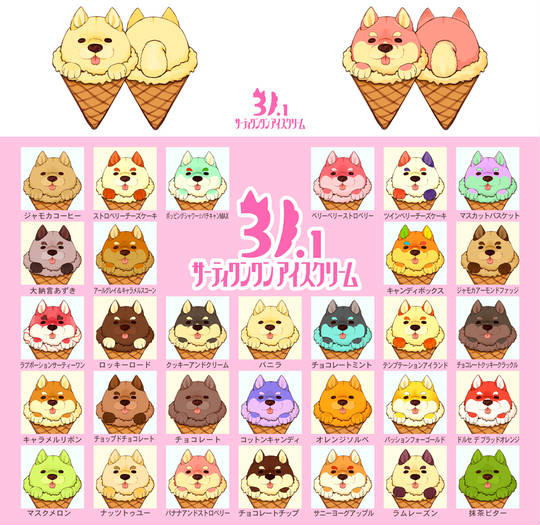 31.1
サーティワンワンアイスクリーム
ジャモカコーヒー
ストロベリーチーズケーキ
ポッピングシャワーハチキャンMAX
ベリーベリーストロベリー
ツインベリーチーズケーキ
マスカットバスケット
31.1
サーティワンワンアイスクリーム
大納言あずき
アールグレイ&キャラメルスコーン
キャンディボックス
ジャモカアーモンドファッジ
ラブポーションサーティーワン
ロッキーロード
クッキーアンドクリーム
バニラ
チョコレートミント
テンプテーションアイランド
チョコレートクッキークラックル
キャラメルリボン
チョップドチョコレート
チョコレート
コットンキャンディ
オレンジソルベ
パッションフォーゴールド
ドルセ デ ブラッドオレンジ
マスクメロン
ナッツトゥユー
バナナアンドストロベリー
チョコレートチップ
サニーヨーグアップル
ラムレーズン
抹茶ビター